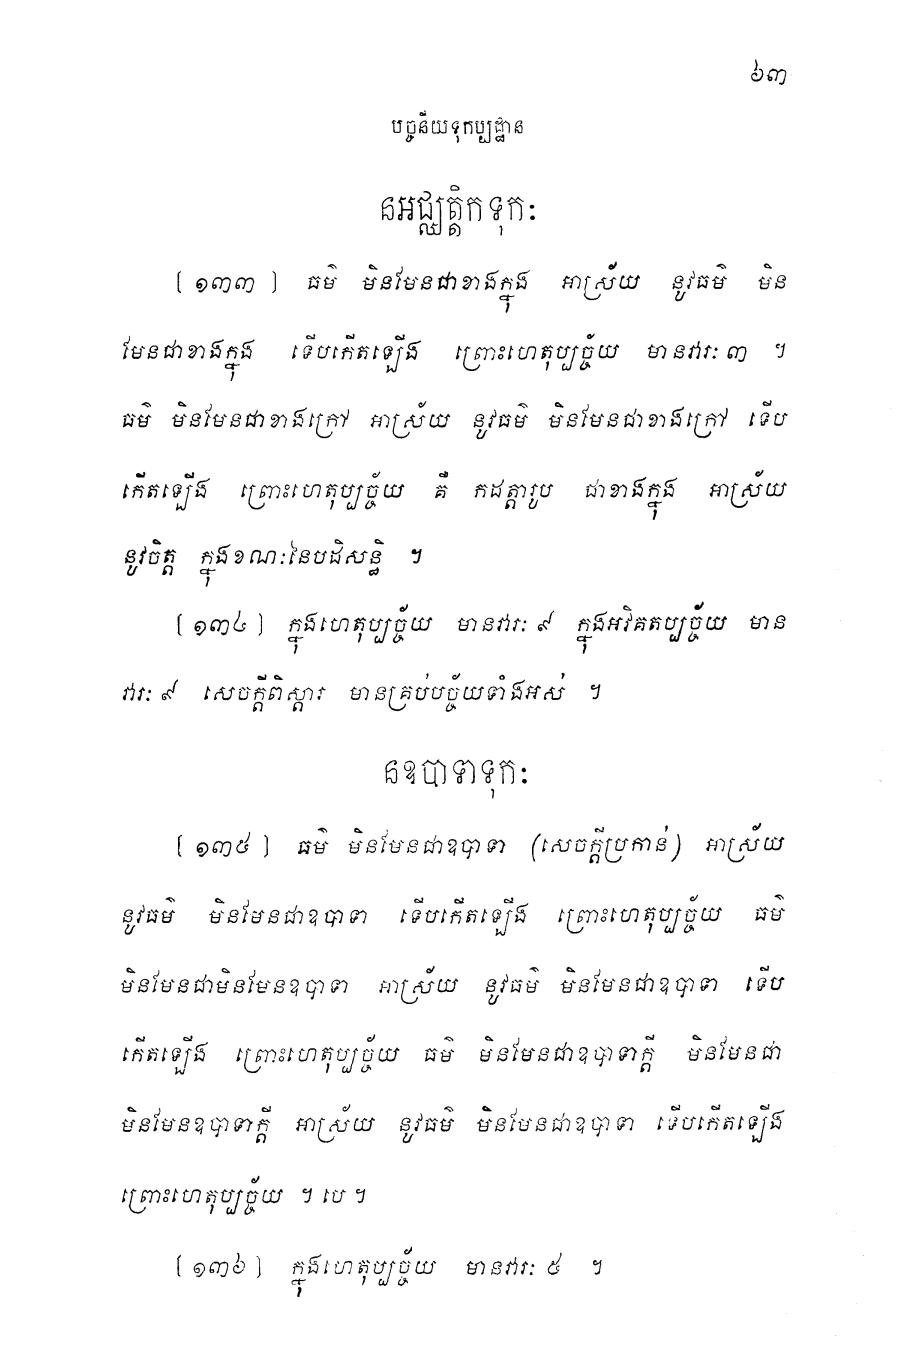 ៦៣
បច្ចនីយទុកប្បដ្ឋាន
នអជ្ឈត្តិកទុកៈ
[ ១៣៣ ] ធម៌ មិនមែនជាខាងក្នុង អាស្រ័យ នូវធម៌ មិន
មែនជាខាងក្នុង ទើបកើតឡើង ព្រោះហេតុប្បច្ច័យ មានវារៈ ៣ ។
ធម៌ មិនមែនជាខាងក្រៅ អាស្រ័យ នូវធម៌ មិនមែនជាខាងក្រៅ ទើប
កើតឡើង ព្រោះហេតុប្បច្ច័យ គឺ កដត្តារូប ជាខាងក្នុង អាស្រ័យ
នូវចិត្ត ក្នុងខណៈនៃបដិសន្ធិ ។
[ ១៣៤ ] ក្នុងហេតុប្បច្ច័យ មានវារៈ ៩ ក្នុងអវិគតប្បច្ច័យ មាន
វារៈ ៩ សេចក្តីពិស្តារ មានគ្រប់បច្ច័យទាំងអស់ ។
នឧបាទាទុកៈ
[ ១៣៥ ] ធម៌ មិនមែនជាឧបាទា (សេចក្តីប្រកាន់) អាស្រ័យ
នូវធម៌ មិនមែនជាឧបាទា ទើបកើតឡើង ព្រោះហេតុប្បច្ច័យ ធម៌
មិនមែនជាមិនមែនឧបាទា អាស្រ័យ នូវធម៌ មិនមែនជាឧបាទា ទើប
កើតឡើង ព្រោះហេតុប្បច្ច័យ ធម៌ មិនមែនជាឧបាទាក្តី មិនមែនជា
មិនមែនឧបាទាក្តី អាស្រ័យ នូវធម៌ មិនមែនជាឧបាទា ទើបកើតឡើង
ព្រោះហេតុប្បច្ច័យ ។ បេ ។
[ ១៣៦ ] ក្នុងហេតុប្បច្ច័យ មានវារៈ ៥ ។